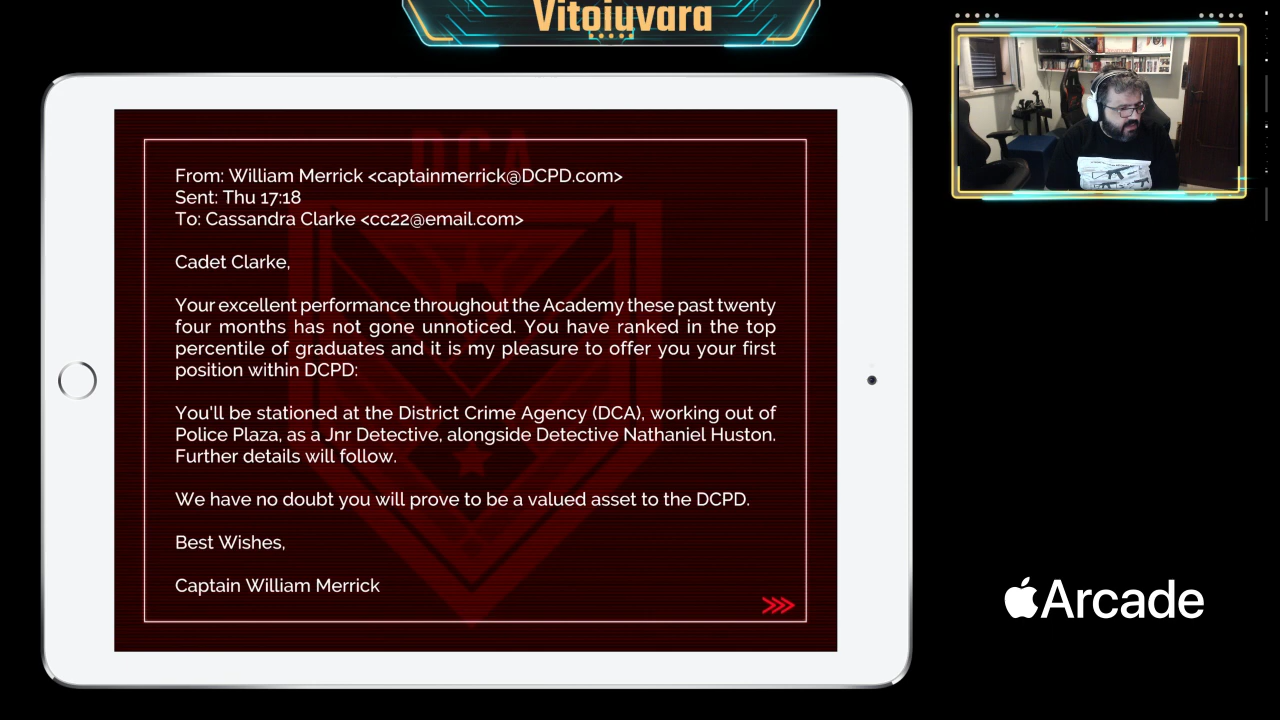 Vitojuvara
DCA
From: William Merrick <captainmerrick@DCPD.com>
Sent: Thu 17:18
To: Cassandra Clarke <cc22@email.com>
Cadet Clarke,
Your excellent performance throughout the Academy these past twenty
four months has not gone unnoticed. You have ranked in the top
percentile of graduates and it is my pleasure to offer you your first
position within DCPD:
You'll be stationed at the District Crime Agency (DCA), working out of
Police Plaza, as a Jnr Detective, alongside Detective Nathaniel Huston.
Further details will follow.
We have no doubt you will prove to be a valued asset to the DCPD.
Best Wishes,
Captain William Merrick
Arcade